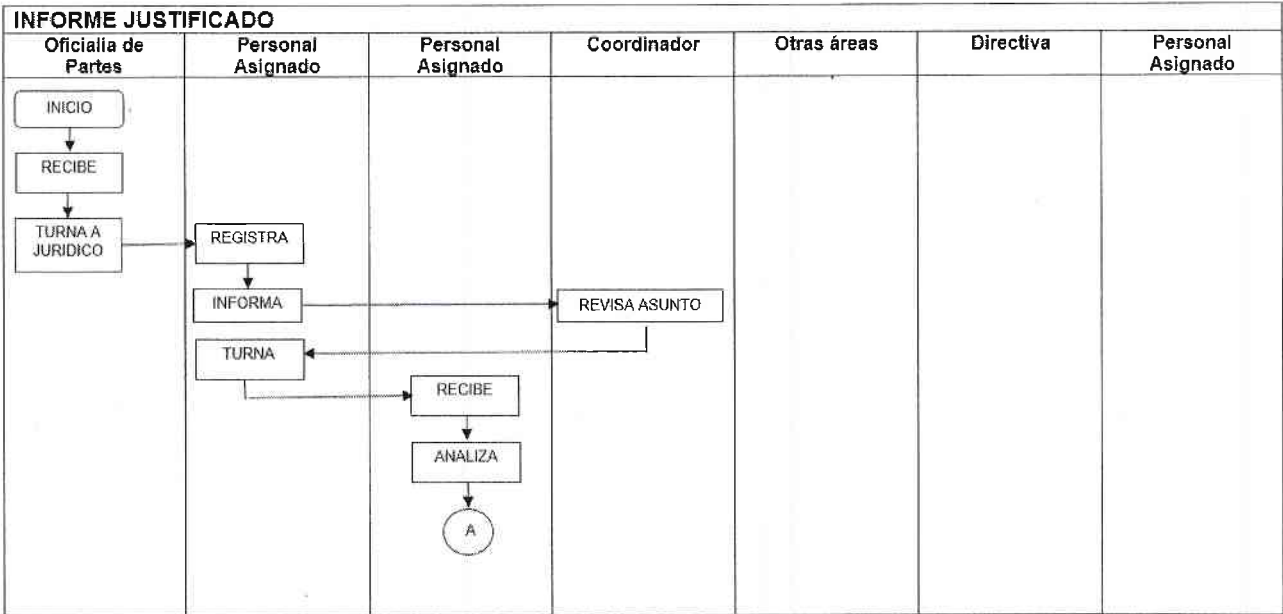 INFORME JUSTIFICADO
Oficialía de
Partes
Personal
Asignado
Personal
Asignado
Coordinador
Otras áreas
Directiva
Personal
Asignado
INICIO
RECIBE
TURNA A
JURIDICO
REGISTRA
INFORMA
REVISA ASUNTO
TURNA
RECIBE
ANALIZA
A